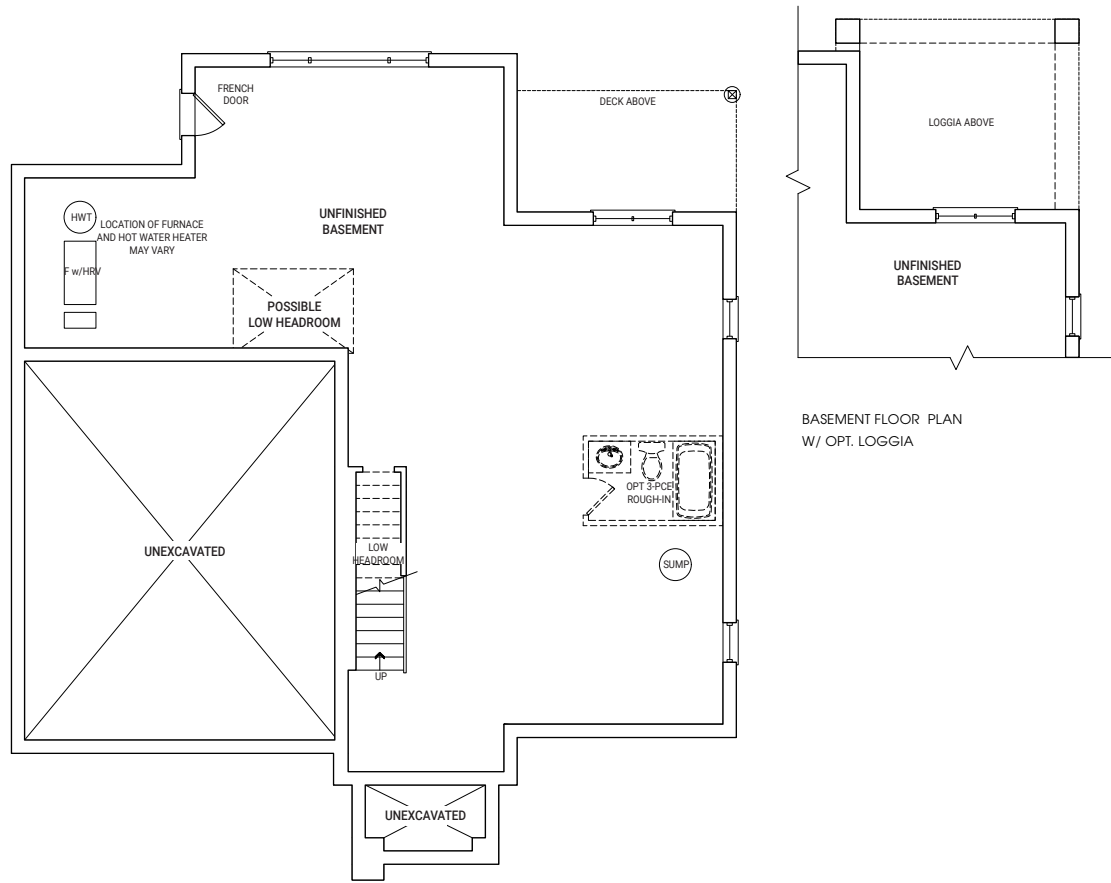 FRENCH
DOOR
DECK ABOVE
LOGGIA ABOVE
HWT
LOCATION OF FURNACE
AND HOT WATER HEATER
MAY VARY
UNFINISHED
BASEMENT
F w/HRV
UNFINISHED
BASEMENT
POSSIBLE
LOW HEADROOM
BASEMENT FLOOR PLAN
W/ OPT. LOGGIA
OPT 3-PCE
ROUGH-IN
UNEXCAVATED
LOW
HEADROOM
SUMP
UP
UNEXCAVATED